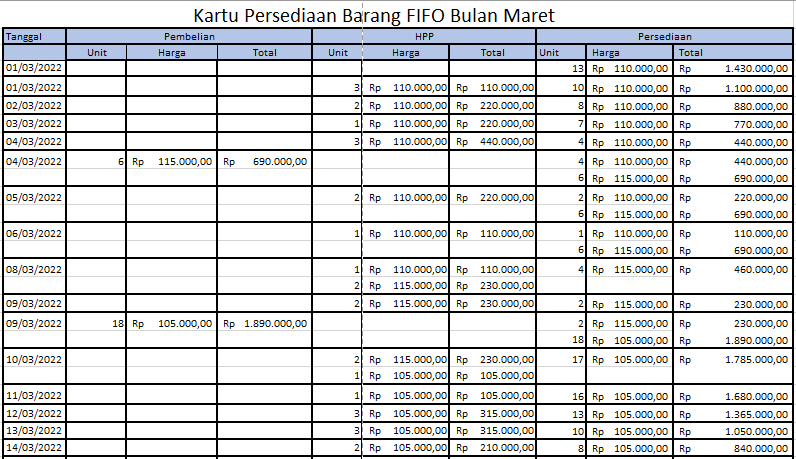 Kartu Persediaan Barang FIFO Bulan Maret
Tanggal Pembelian HPP Persediaan
Unit Harga Total Unit Harga Total Unit Harga Total
01/03/2022 13 Rp 110.000,00 Rp 1.430.000,00
01/03/2022 3 Rp 110.000,00 Rp 110.000,00 10 Rp 110.000,00 Rp 1.100.000,00
02/03/2022 2 Rp 110.000,00 Rp 220.000,00 8 Rp 110.000,00 Rp 880.000,00
03/03/2022 1 Rp 110.000,00 Rp 220.000,00 7 Rp 110.000,00 Rp 770.000,00
04/03/2022 3 Rp 110.000,00 Rp 440.000,00 4 Rp 110.000,00 Rp 440.000,00
04/03/2022 6 Rp 115.000,00 Rp 690.000,00 4 Rp 110.000,00 Rp 440.000,00
6 Rp 115.000,00 Rp 690.000,00
05/03/2022 2 Rp 110.000,00 Rp 220.000,00 2 Rp 110.000,00 Rp 220.000,00
6 Rp 115.000,00 Rp 690.000,00
06/03/2022 1 Rp 110.000,00 Rp 110.000,00 1 Rp 110.000,00 Rp 110.000,00
6 Rp 115.000,00 Rp 690.000,00
08/03/2022 1 Rp 110.000,00 Rp 110.000,00 4 Rp 115.000,00 Rp 460.000,00
2 Rp 115.000,00 Rp 230.000,00
09/03/2022 2 Rp 115.000,00 Rp 230.000,00 2 Rp 115.000,00 Rp 230.000,00
09/03/2022 18 Rp 105.000,00 Rp 1.890.000,00 2 Rp 115.000,00 Rp 230.000,00
18 Rp 105.000,00 Rp 1.890.000,00
10/03/2022 2 Rp 115.000,00 Rp 230.000,00 17 Rp 105.000,00 Rp 1.785.000,00
1 Rp 105.000,00 Rp 105.000,00
11/03/2022 1 Rp 105.000,00 Rp 105.000,00 16 Rp 105.000,00 Rp 1.680.000,00
12/03/2022 3 Rp 105.000,00 Rp 315.000,00 13 Rp 105.000,00 Rp 1.365.000,00
13/03/2022 3 Rp 105.000,00 Rp 315.000,00 10 Rp 105.000,00 Rp 1.050.000,00
14/03/2022 2 Rp 105.000,00 Rp 210.000,00 8 Rp 105.000,00 Rp 840.000,00